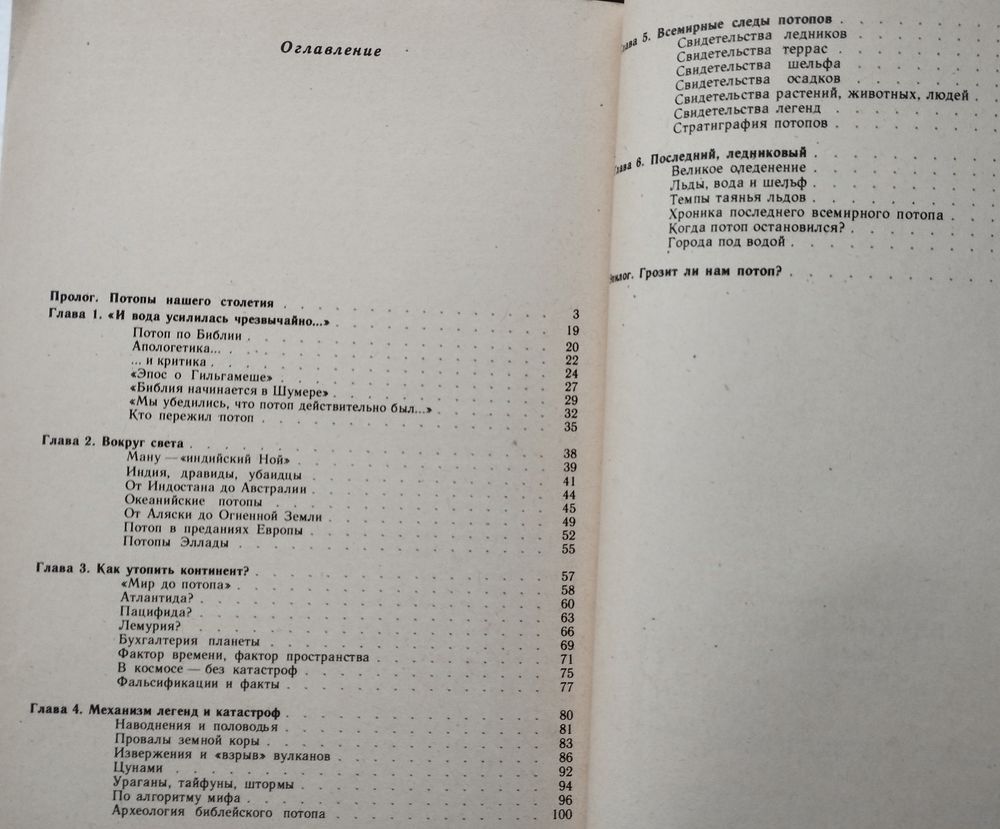 Оглавление
Пролог. Потопы нашего столетия . . . 3
Глава 1. «И вода усилилась чрезвычайно...» . . . 19
Потоп по Библии . . . 20
Апологетика... . . . 22
... и критика . . . 24
«Эпос о Гильгамеше» . . . 27
«Библия начинается в Шумере» . . . 29
«Мы убедились, что потоп действительно был...» . . . 32
Кто пережил потоп . . . 35
Глава 2. Вокруг света . . . 38
Ману — «индийский Ной» . . . 39
Индия, дравиды, убаидцы . . . 41
От Индостана до Австралии . . . 44
Океанийские потопы . . . 45
От Аляски до Огненной Земли . . . 49
Потоп в преданиях Европы . . . 52
Потопы Эллады . . . 55
Глава 3. Как утопить континент? . . . 57
«Мир до потопа» . . . 58
Атлантида? . . . 60
Пацифида? . . . 63
Лемурия? . . . 66
Бухгалтерия планеты . . . 69
Фактор времени, фактор пространства . . . 71
В космосе — без катастроф . . . 75
Фальсификации и факты . . . 77
Глава 4. Механизм легенд и катастроф . . . 80
Наводнения и половодья . . . 81
Провалы земной коры . . . 83
Извержения и «взрыв» вулканов . . . 86
Цунами . . . 92
Ураганы, тайфуны, штормы . . . 94
По алгоритму мифа . . . 96
Археология библейского потопа . . . 100
Глава 5. Всемирные следы потопов . . .
Свидетельства ледников . . .
Свидетельства террас . . .
Свидетельства шельфа . . .
Свидетельства осадков . . .
Свидетельства растений, животных, людей . . .
Свидетельства легенд . . .
Стратиграфия потопов . . .
Глава 6. Последний, ледниковый . . .
Великое оледенение . . .
Льды, вода и шельф . . .
Темпы таянья льдов . . .
Хроника последнего всемирного потопа . . .
Когда потоп остановился? . . .
Города под водой . . .
Грозит ли нам потоп? . . .